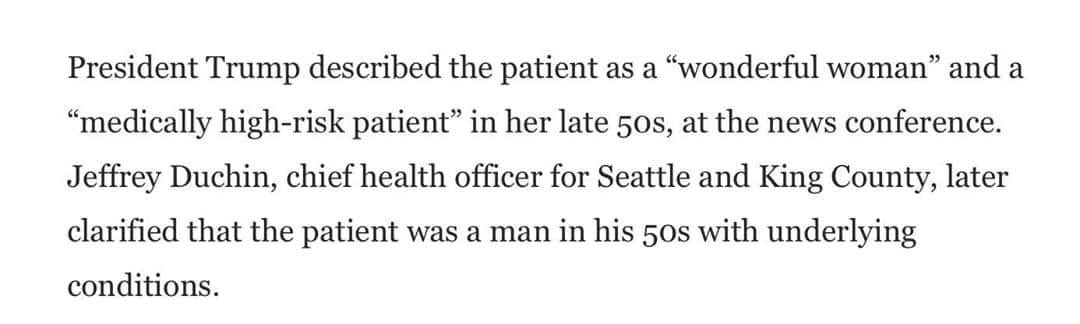 President Trump described the patient as a “wonderful woman” and a
“medically high-risk patient” in her late 50s, at the news conference.
Jeffrey Duchin, chief health officer for Seattle and King County, later
clarified that the patient was a man in his 50s with underlying
conditions.